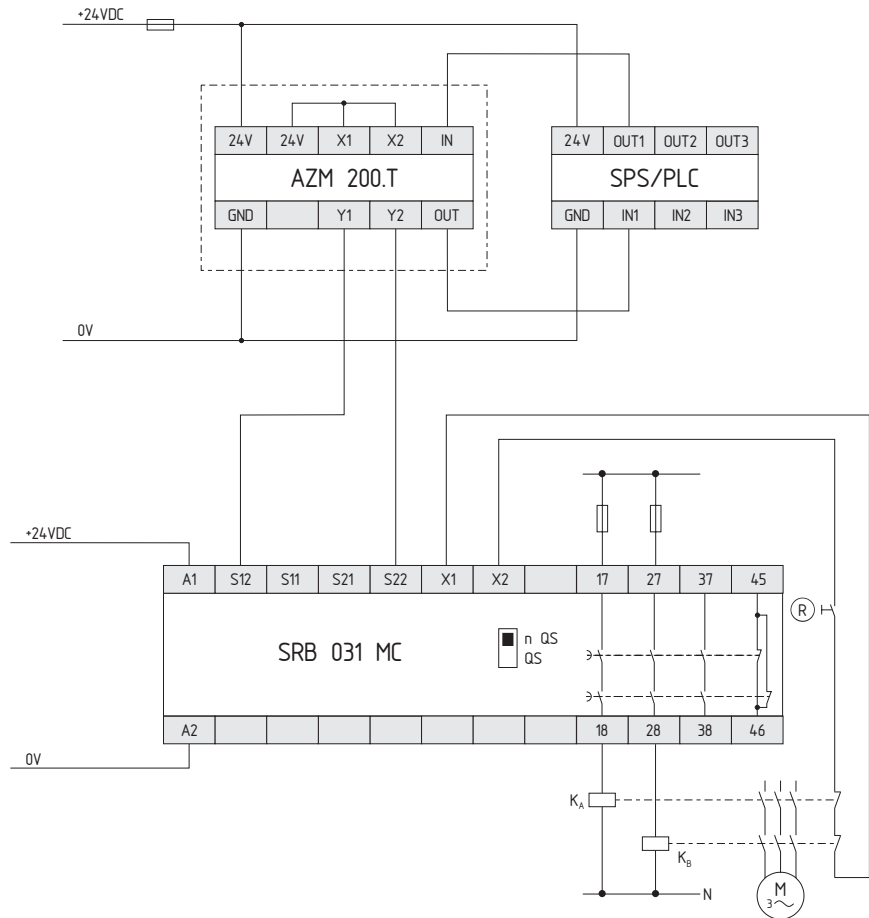 +24VDC
24V 24V X1 X2 IN
AZM 200.T
GND Y1 Y2 OUT
24V OUT1 OUT2 OUT3
SPS/PLC
GND IN1 IN2 IN3
0V
+24VDC
A1 S12 S11 S21 S22 X1 X2 17 27 37 45
SRB 031 MC
n QS
QS
R
A2 18 28 38 46
0V
KA
KB
N
M
3~